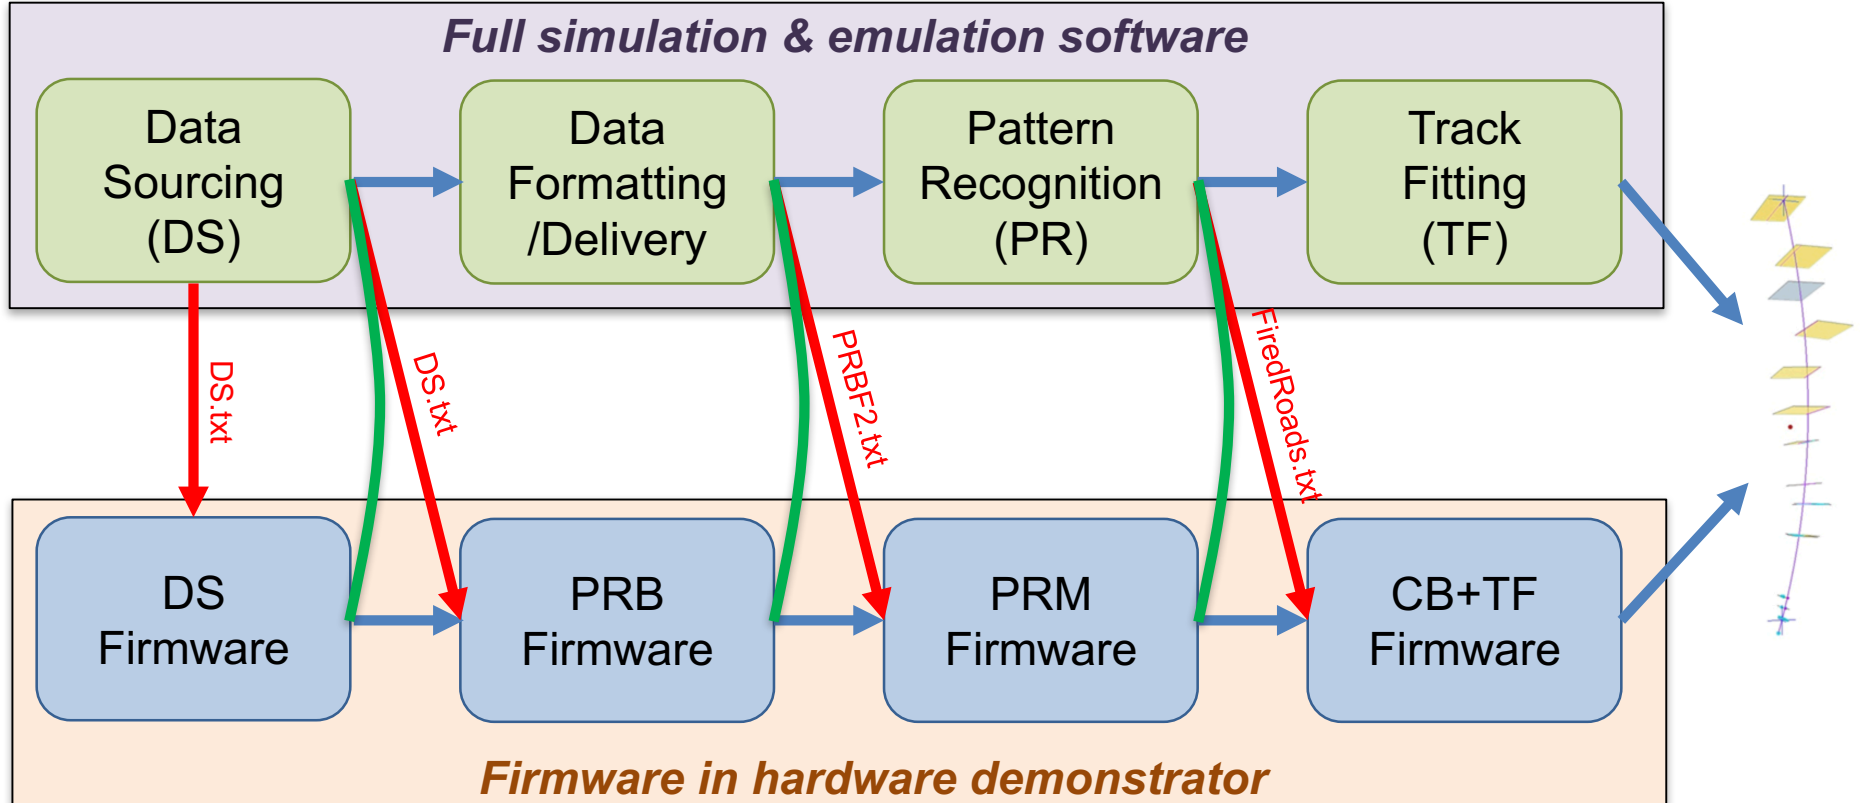 Full simulation & emulation software
Data
Sourcing
(DS)
Data
Formatting
/Delivery
Pattern
Recognition
(PR)
Track
Fitting
(TF)
DS.txt
DS.txt
PRBF2.txt
FiredRoads.txt
DS
Firmware
PRB
Firmware
PRM
Firmware
CB+TF
Firmware
Firmware in hardware demonstrator